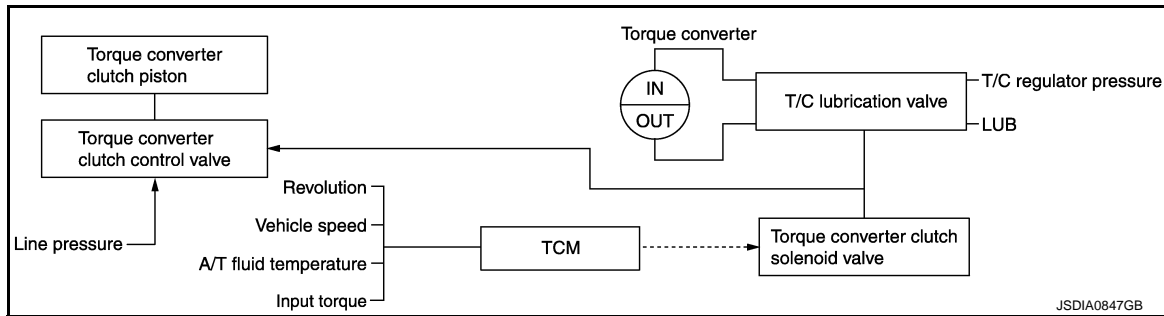 Torque converter
clutch piston
Torque converter
clutch control valve
Line pressure
Revolution
Vehicle speed
A/T fluid temperature
Input torque
TCM
Torque converter
IN
OUT
T/C lubrication valve
T/C regulator pressure
LUB
Torque converter clutch
solenoid valve
JSDIA0847GB